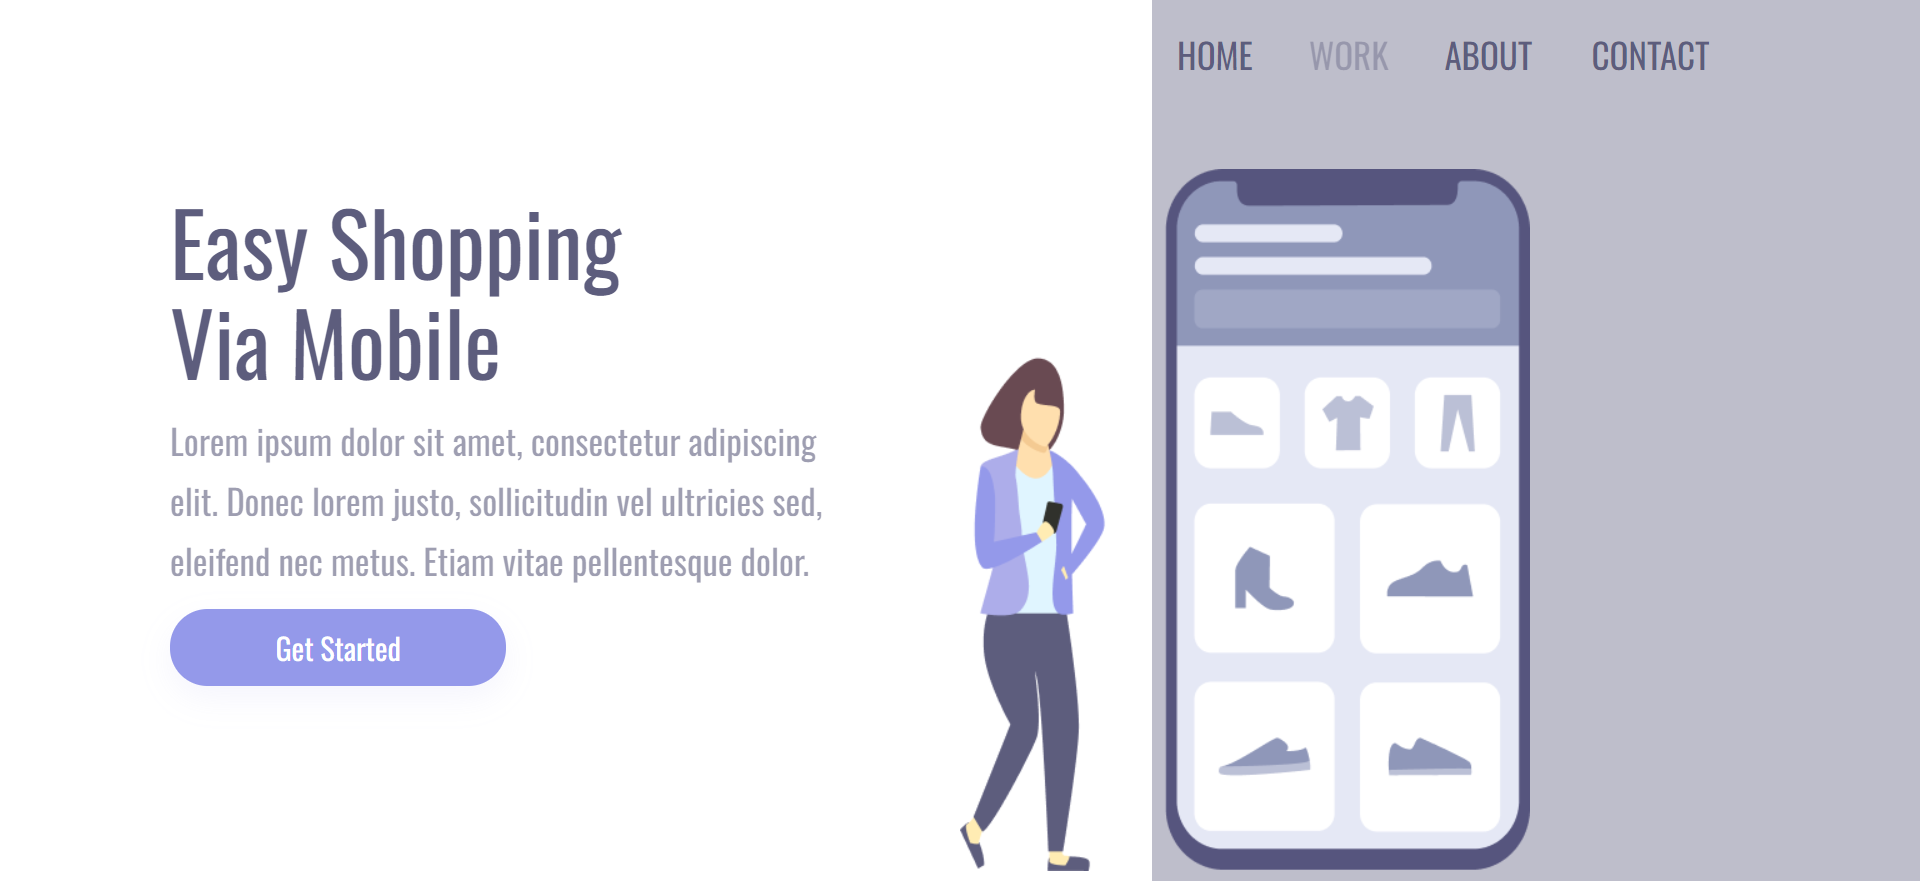 HOME WORK ABOUT CONTACT
Easy Shopping
Via Mobile
Lorem ipsum dolor sit amet, consectetur adipiscing
elit. Donec lorem justo, sollicitudin vel ultricies sed,
eleifend nec metus. Etiam vitae pellentesque dolor.
Get Started